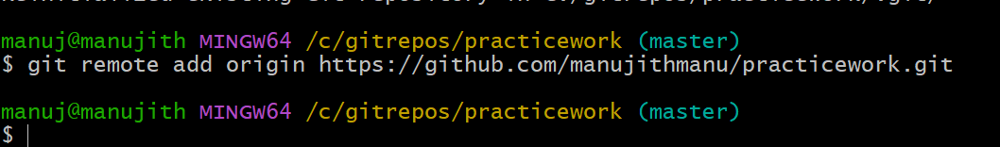 manuj@manujith MINGW64 /c/gitrepos/practicework (master)
$ git remote add origin https://github.com/manujithmanu/practicework.git
manuj@manujith MINGW64 /c/gitrepos/practicework (master)
$